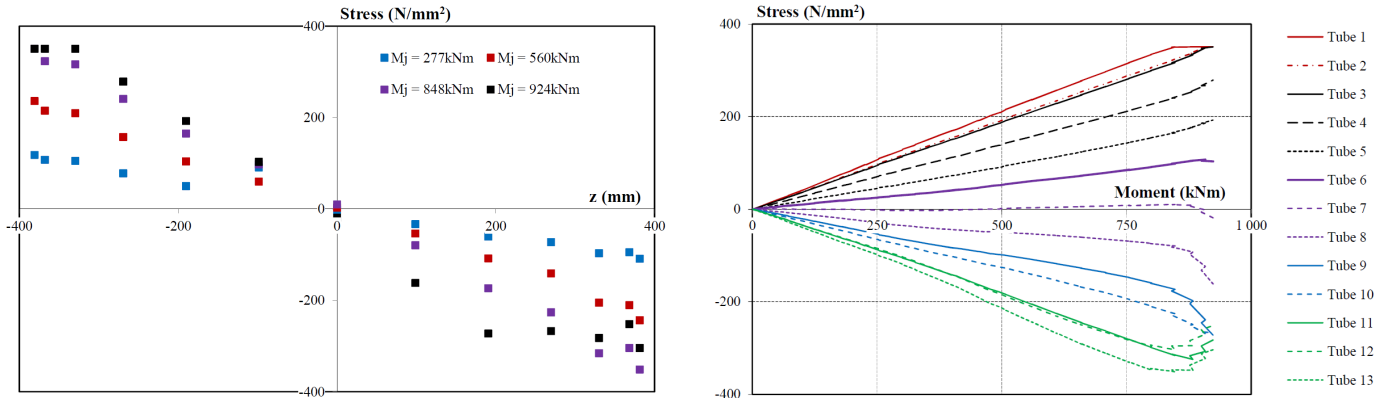 Stress (N/mm²)
400
Mj = 277kNm
Mj = 560kNm
Mj = 848kNm
Mj = 924kNm
200
z (mm)
0
-400
-200
0
200
400
-200
-400
Stress (N/mm²)
400
200
Moment (kNm)
0
0
250
500
750
1 000
-200
-400
Tube 1
Tube 2
Tube 3
Tube 4
Tube 5
Tube 6
Tube 7
Tube 8
Tube 9
Tube 10
Tube 11
Tube 12
Tube 13